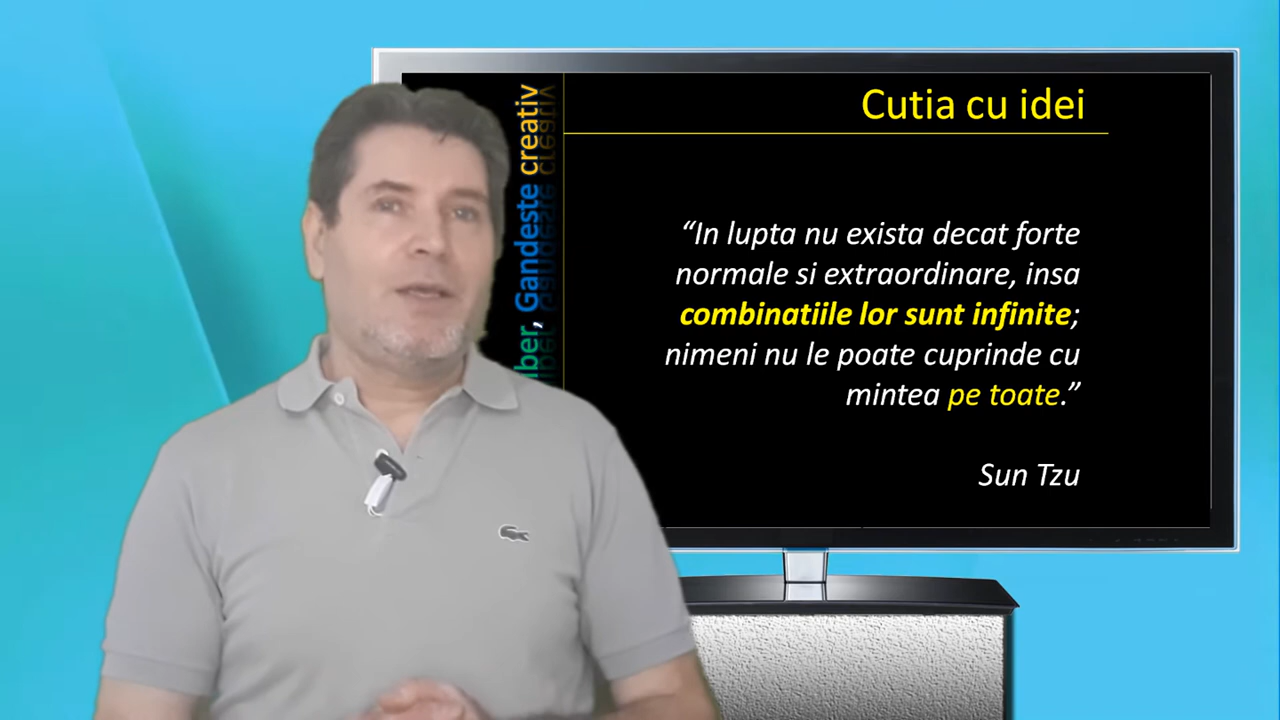 Cutia cu idei
liber, Gandeste creativ
“In lupta nu exista decat forte
normale si extraordinare, insa
combinatiile lor sunt infinite;
nimeni nu le poate cuprinde cu
mintea pe toate.”
Sun Tzu